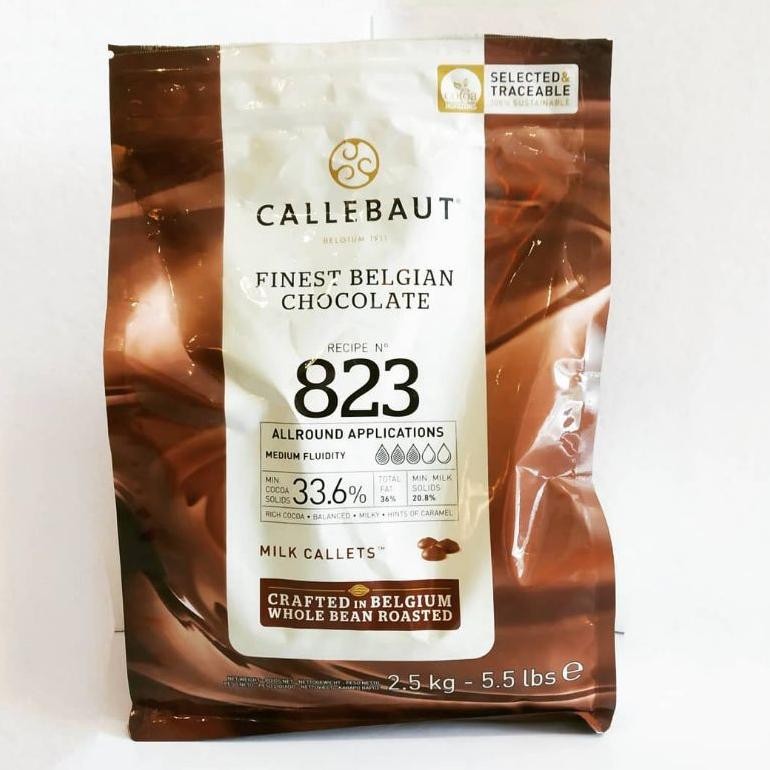 cocoa
HORIZONS
SELECTED&
TRACEABLE
100% SUSTAINABLE
CALLEBAUT
BELGIUM 1911
FINEST BELGIAN
CHOCOLATE
RECIPE N°
823
ALLROUND APPLICATIONS
MEDIUM FLUIDITY
MIN. COCOA SOLIDS 33.6%
TOTAL FAT 36%
MIN. MILK SOLIDS 20.8%
RICH COCOA • BALANCED • MILKY • HINTS OF CARAMEL
MILK CALLETS™
CRAFTED IN BELGIUM
WHOLE BEAN ROASTED
2.5 kg - 5.5 lbs e